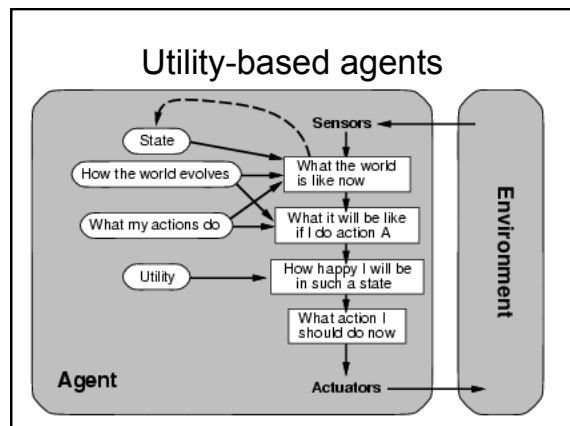 Utility-based agents
Sensors
State
What the world
is like now
How the world evolves
What my actions do
What it will be like
if I do action A
Utility
How happy I will be
in such a state
What action I
should do now
Agent
Actuators
Environment